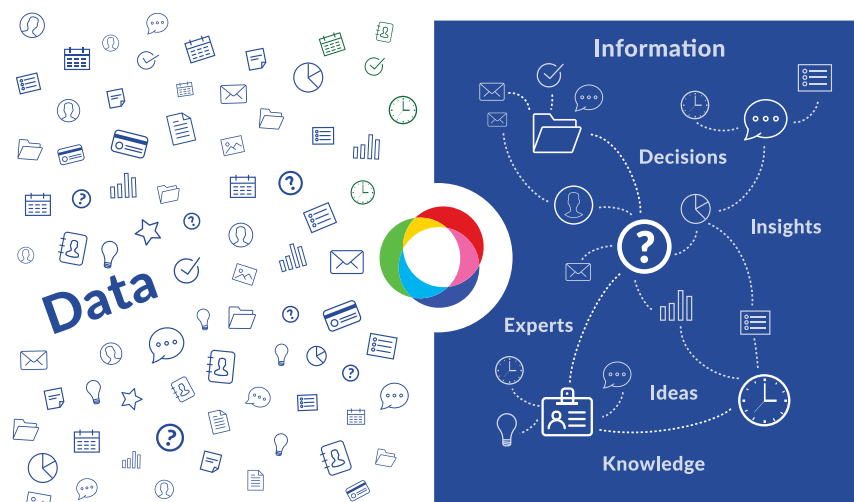 Data
Information
Decisions
Insights
Experts
Ideas
Knowledge